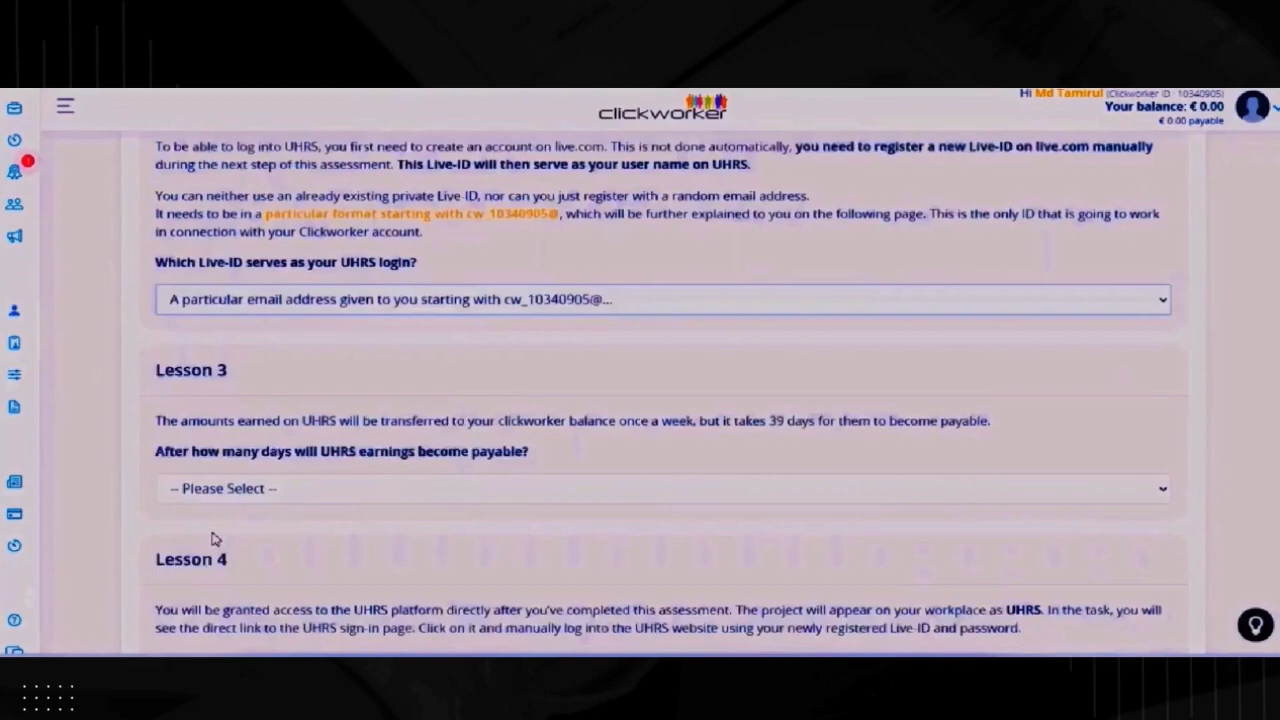 Hi Md Tamirul (Clickworker ID : 10340905)
clickworker
Your balance: € 0.00
€ 0.00 payable
To be able to log into UHRS, you first need to create an account on live.com. This is not done automatically, you need to register a new Live-ID on live.com manually
during the next step of this assessment. This Live-ID will then serve as your user name on UHRS.
You can neither use an already existing private Live-ID, nor can you just register with a random email address.
It needs to be in a particular format starting with cw_10340905@, which will be further explained to you on the following page. This is the only ID that is going to work
in connection with your Clickworker account.
Which Live-ID serves as your UHRS login?
A particular email address given to you starting with cw_10340905@...
Lesson 3
The amounts earned on UHRS will be transferred to your clickworker balance once a week, but it takes 39 days for them to become payable.
After how many days will UHRS earnings become payable?
-- Please Select --
Lesson 4
You will be granted access to the UHRS platform directly after you've completed this assessment. The project will appear on your workplace as UHRS. In the task, you will
see the direct link to the UHRS sign-in page. Click on it and manually log into the UHRS website using your newly registered Live-ID and password.